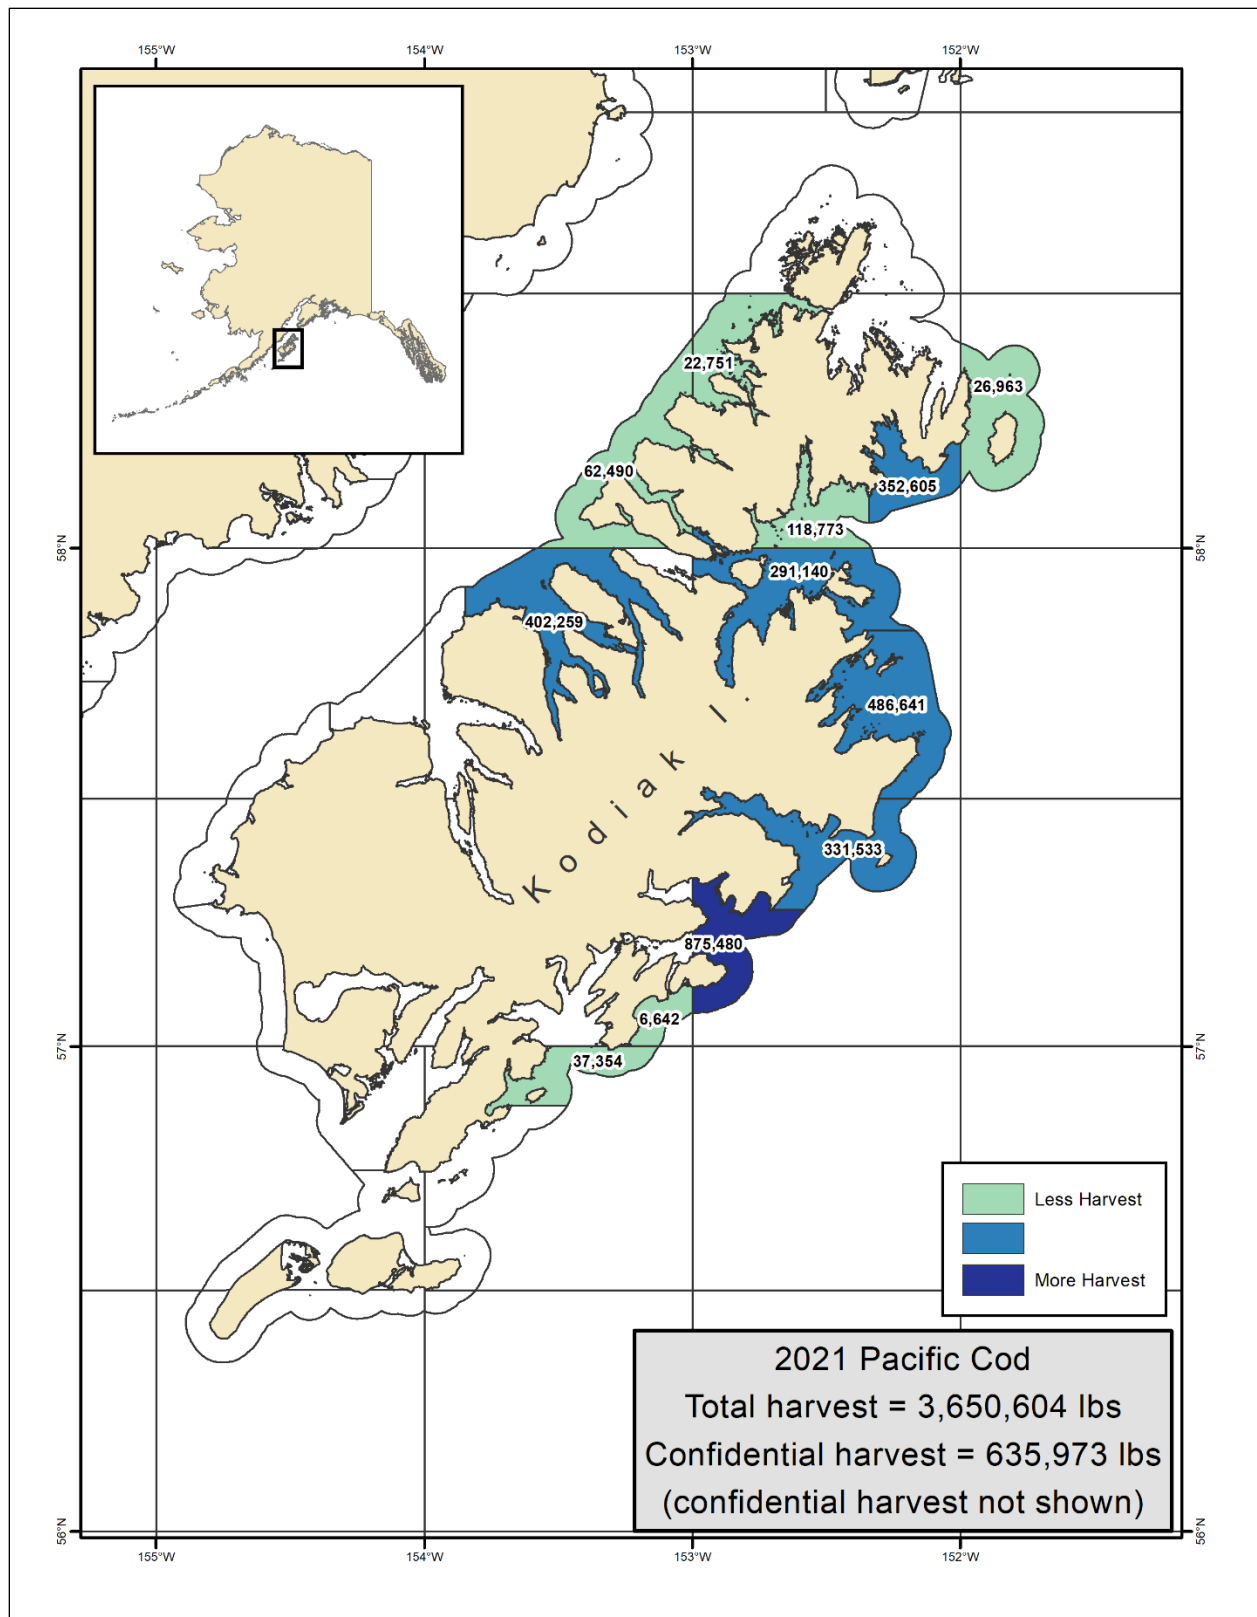 155°W
154°W
153°W
152°W
22,751
26,963
62,490
352,605
118,773
58°N
58°N
291,140
402,259
486,641
Kodiak I.
331,533
875,480
6,642
57°N
57°N
37,354
Less Harvest
More Harvest
2021 Pacific Cod
Total harvest = 3,650,604 lbs
Confidential harvest = 635,973 lbs
(confidential harvest not shown)
56°N
56°N
155°W
154°W
153°W
152°W